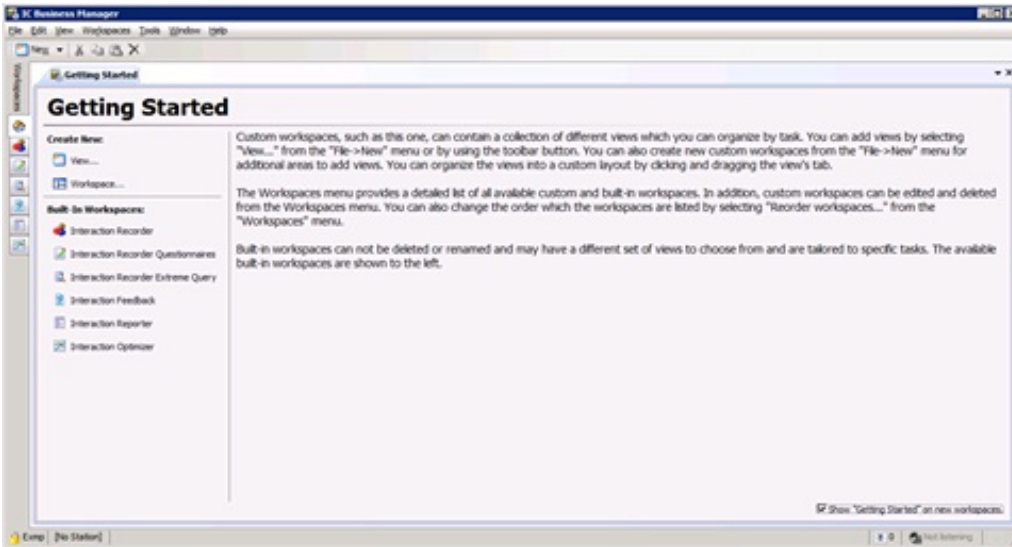 IC Business Manager
File Edit View Workspaces Tools Window Help
New
Workspaces
Getting Started
Getting Started
Create New:
View...
Workspace...
Built-In Workspaces:
Interaction Recorder
Interaction Recorder Questionnaires
Interaction Recorder Extreme Query
Interaction Feedback
Interaction Reporter
Interaction Optimizer
Custom workspaces, such as this one, can contain a collection of different views which you can organize by task. You can add views by selecting
"View..." from the "File->New" menu or by using the toolbar button. You can also create new custom workspaces from the "File->New" menu for
additional areas to add views. You can organize the views into a custom layout by clicking and dragging the view's tab.
The Workspaces menu provides a detailed list of all available custom and built-in workspaces. In addition, custom workspaces can be edited and deleted
from the Workspaces menu. You can also change the order which the workspaces are listed by selecting "Reorder workspaces..." from the
"Workspaces" menu.
Built-in workspaces can not be deleted or renamed and may have a different set of views to choose from and are tailored to specific tasks. The available
built-in workspaces are shown to the left.
Show "Getting Started" on new workspaces.
[No Station]
0
Not listening